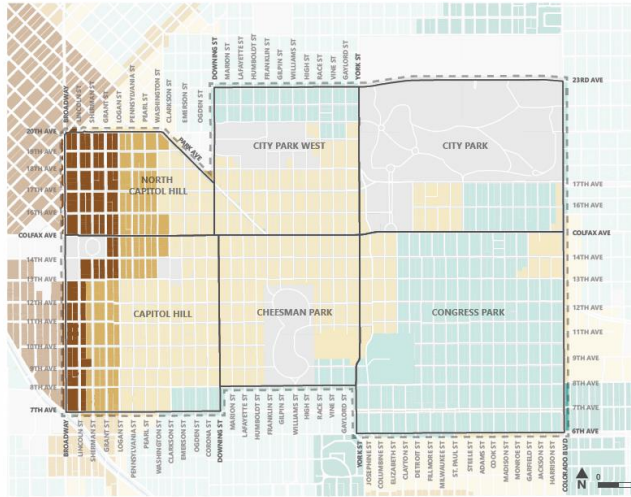 DOWNING ST
MARION ST
LAFAYETTE ST
HUMBOLDT ST
FRANKLIN ST
GILPIN ST
WILLIAMS ST
HIGH ST
RACE ST
VINE ST
GAYLORD ST
YORK ST
BROADWAY
LINCOLN ST
SHERMAN ST
GRANT ST
LOGAN ST
PENNSYLVANIA ST
PEARL ST
WASHINGTON ST
CLARKSON ST
EMERSON ST
OGDEN ST
23RD AVE
20TH AVE
19TH AVE
18TH AVE
17TH AVE
16TH AVE
COLFAX AVE
14TH AVE
13TH AVE
12TH AVE
11TH AVE
10TH AVE
9TH AVE
8TH AVE
7TH AVE
PARK AVE
CITY PARK WEST
CITY PARK
NORTH
CAPITOL HILL
CAPITOL HILL
CHEESMAN PARK
CONGRESS PARK
17TH AVE
16TH AVE
COLFAX AVE
14TH AVE
13TH AVE
12TH AVE
11TH AVE
9TH AVE
8TH AVE
7TH AVE
6TH AVE
BROADWAY
LINCOLN ST
SHERMAN ST
GRANT ST
LOGAN ST
PENNSYLVANIA ST
PEARL ST
WASHINGTON ST
CLARKSON ST
EMERSON ST
OGDEN ST
CORONA ST
DOWNING ST
MARION ST
LAFAYETTE ST
HUMBOLDT ST
FRANKLIN ST
GILPIN ST
WILLIAMS ST
HIGH ST
RACE ST
VINE ST
GAYLORD ST
YORK ST
JOSEPHINE ST
COLUMBINE ST
ELIZABETH ST
CLAYTON ST
DETROIT ST
FILLMORE ST
MILWAUKEE ST
ST. PAUL ST
STEELE ST
ADAMS ST
COOK ST
MADISON ST
MONROE ST
GARFIELD ST
JACKSON ST
HARRISON ST
COLORADO BLVD
N
0